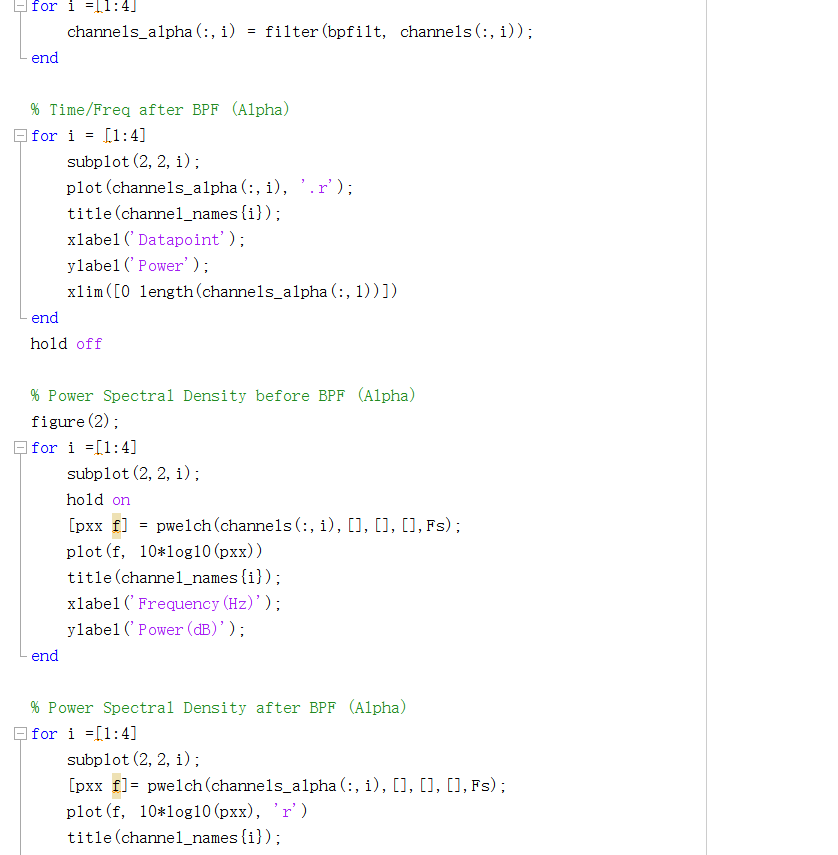 for i =[1:4]
    channels_alpha(:,i) = filter(bpfilt, channels(:,i));
end
% Time/Freq after BPF (Alpha)
for i = [1:4]
    subplot(2,2,i);
    plot(channels_alpha(:,i), '.r');
    title(channel_names{i});
    xlabel('Datapoint');
    ylabel('Power');
    xlim([0 length(channels_alpha(:,1))])
end
hold off
% Power Spectral Density before BPF (Alpha)
figure(2);
for i =[1:4]
    subplot(2,2,i);
    hold on
    [pxx f] = pwelch(channels(:,i),[],[],[],Fs);
    plot(f, 10*log10(pxx))
    title(channel_names{i});
    xlabel('Frequency(Hz)');
    ylabel('Power(dB)');
end
% Power Spectral Density after BPF (Alpha)
for i =[1:4]
    subplot(2,2,i);
    [pxx f]= pwelch(channels_alpha(:,i),[],[],[],Fs);
    plot(f, 10*log10(pxx), 'r')
    title(channel_names{i});